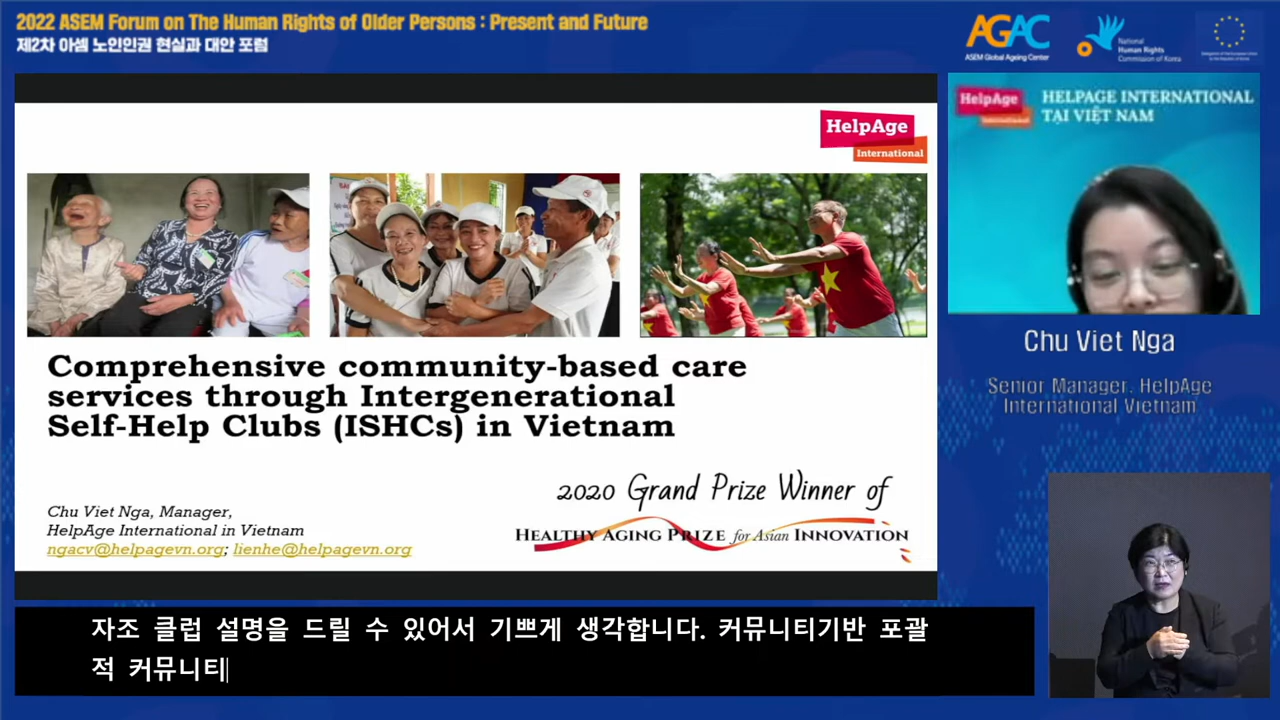 2022 ASEM Forum on The Human Rights of Older Persons : Present and Future
제2차 아셈 노인인권 현실과 대안 포럼
AGAC
ASEM Global Ageing Center
National
Human Rights
Commission of Korea
HelpAge
International
HelpAge
International
HELPAGE INTERNATIONAL
TẠI VIỆT NAM
Chu Viet Nga
Senior Manager, HelpAge
International Vietnam
Comprehensive community-based care
services through Intergenerational
Self-Help Clubs (ISHCs) in Vietnam
2020 Grand Prize Winner of
HEALTHY AGING PRIZE for Asian INNOVATION
Chu Viet Nga, Manager,
HelpAge International in Vietnam
ngacv@helpagevn.org; lienhe@helpagevn.org
자조 클럽 설명을 드릴 수 있어서 기쁘게 생각합니다. 커뮤니티기반 포괄
적 커뮤니티